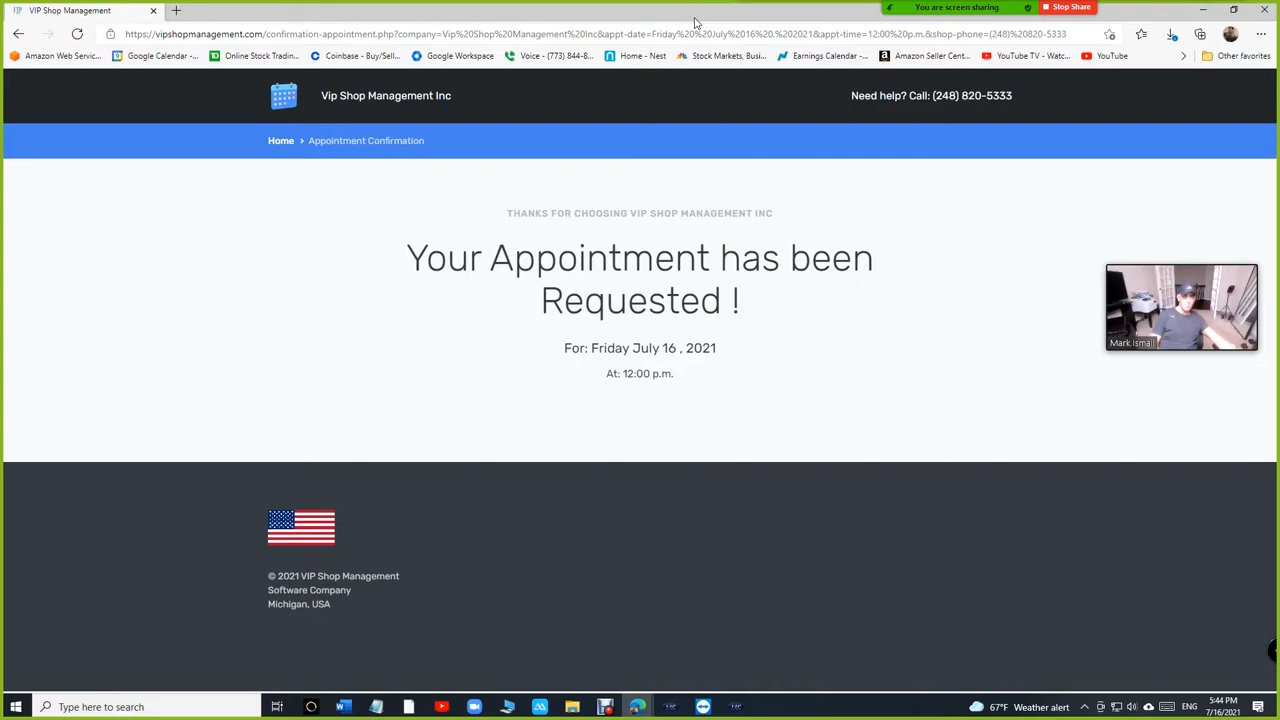 You are screen sharing
Stop Share
VIP Shop Management
https://vipshopmanagement.com/confirmation-appointment.php?company=Vip%20Shop%20Management%20Inc&appt-date=Friday%20%20July%2016%20,%202021&appt-time=12:00%20p.m.&shop-phone=(248)%20820-5333
Amazon Web Servic... Google Calendar -... Online Stock Tradin... Coinbase - Buy/Sell... Google Workspace Voice - (773) 844-8... Home - Nest Stock Markets, Busi... Earnings Calendar -... Amazon Seller Cent... YouTube TV - Watc... YouTube Other favorites
Vip Shop Management Inc
Need help? Call: (248) 820-5333
Home › Appointment Confirmation
THANKS FOR CHOOSING VIP SHOP MANAGEMENT INC
Your Appointment has been
Requested !
For: Friday July 16 , 2021
At: 12:00 p.m.
Mark Ismail
© 2021 VIP Shop Management
Software Company
Michigan, USA
Type here to search
67°F Weather alert
ENG
5:44 PM
7/16/2021